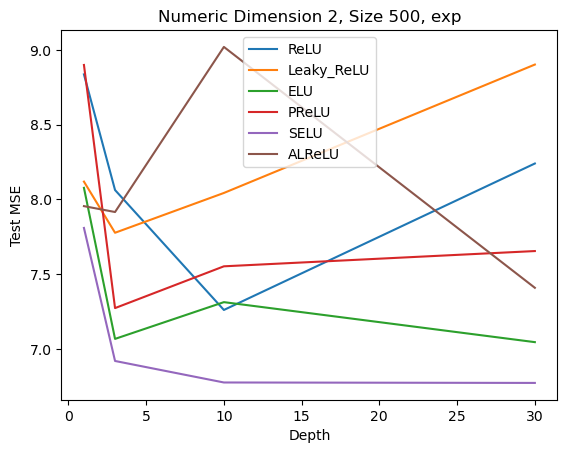 Numeric Dimension 2, Size 500, exp
Test MSE
9.0
8.5
8.0
7.5
7.0
ReLU
Leaky_ReLU
ELU
PReLU
SELU
ALReLU
0 5 10 15 20 25 30
Depth